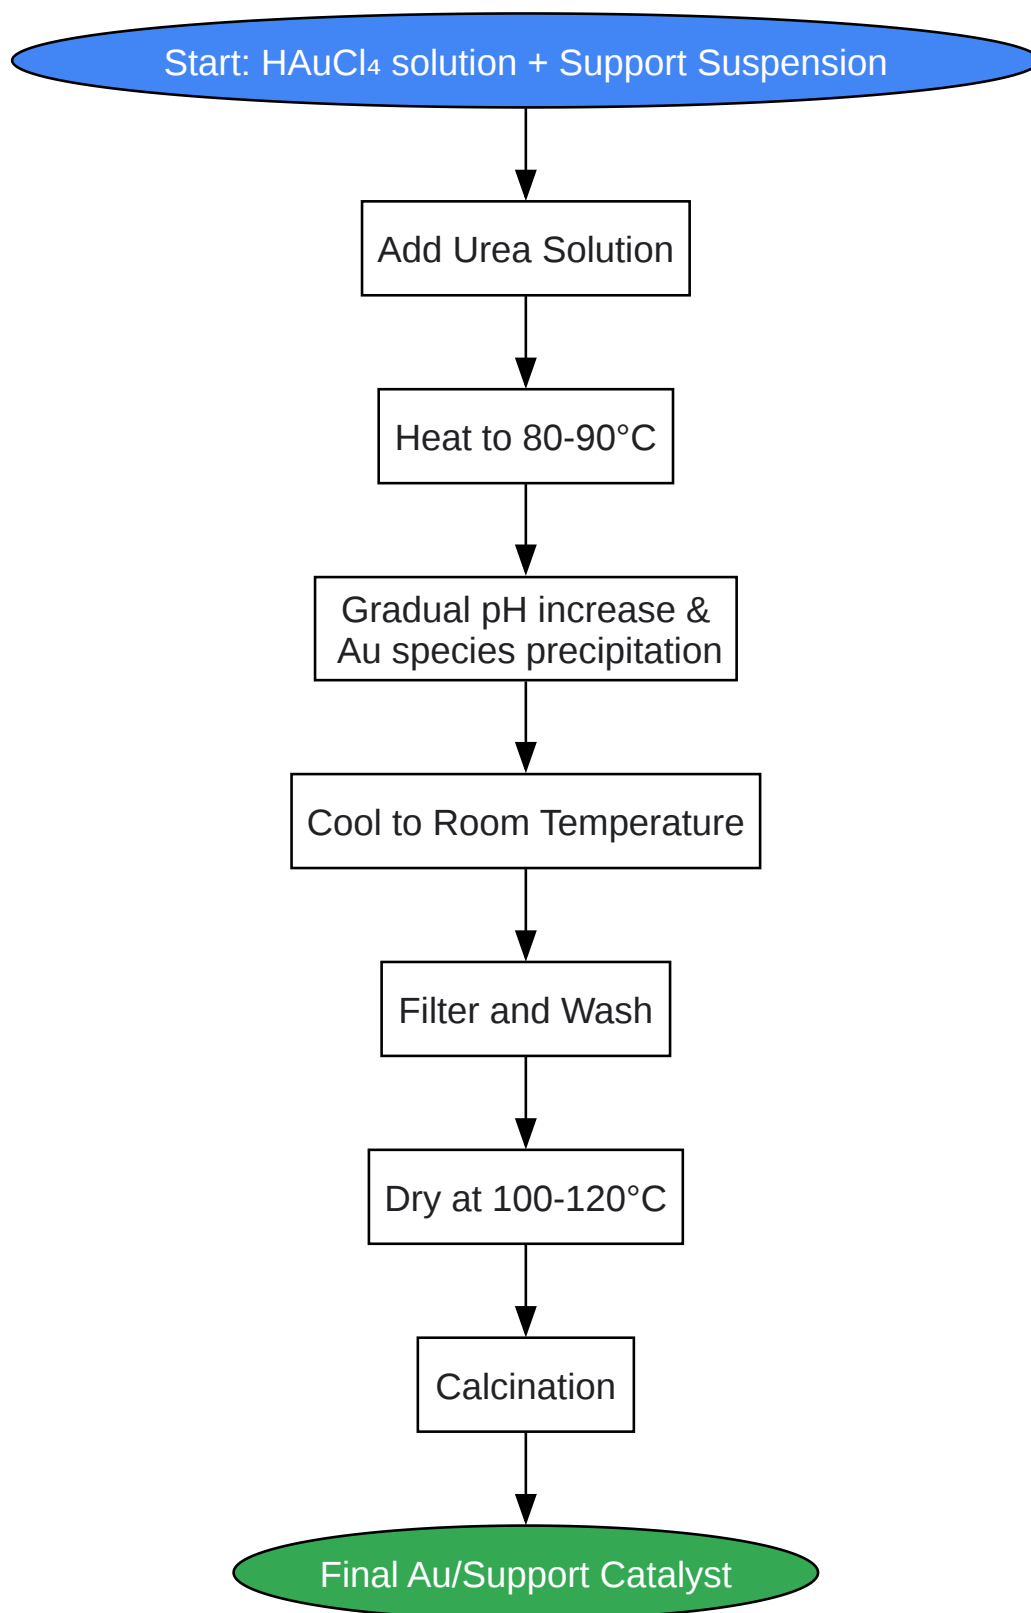 Start: HAuCl₄ solution + Support Suspension
Add Urea Solution
Heat to 80-90°C
Gradual pH increase &
Au species precipitation
Cool to Room Temperature
Filter and Wash
Dry at 100-120°C
Calcination
Final Au/Support Catalyst